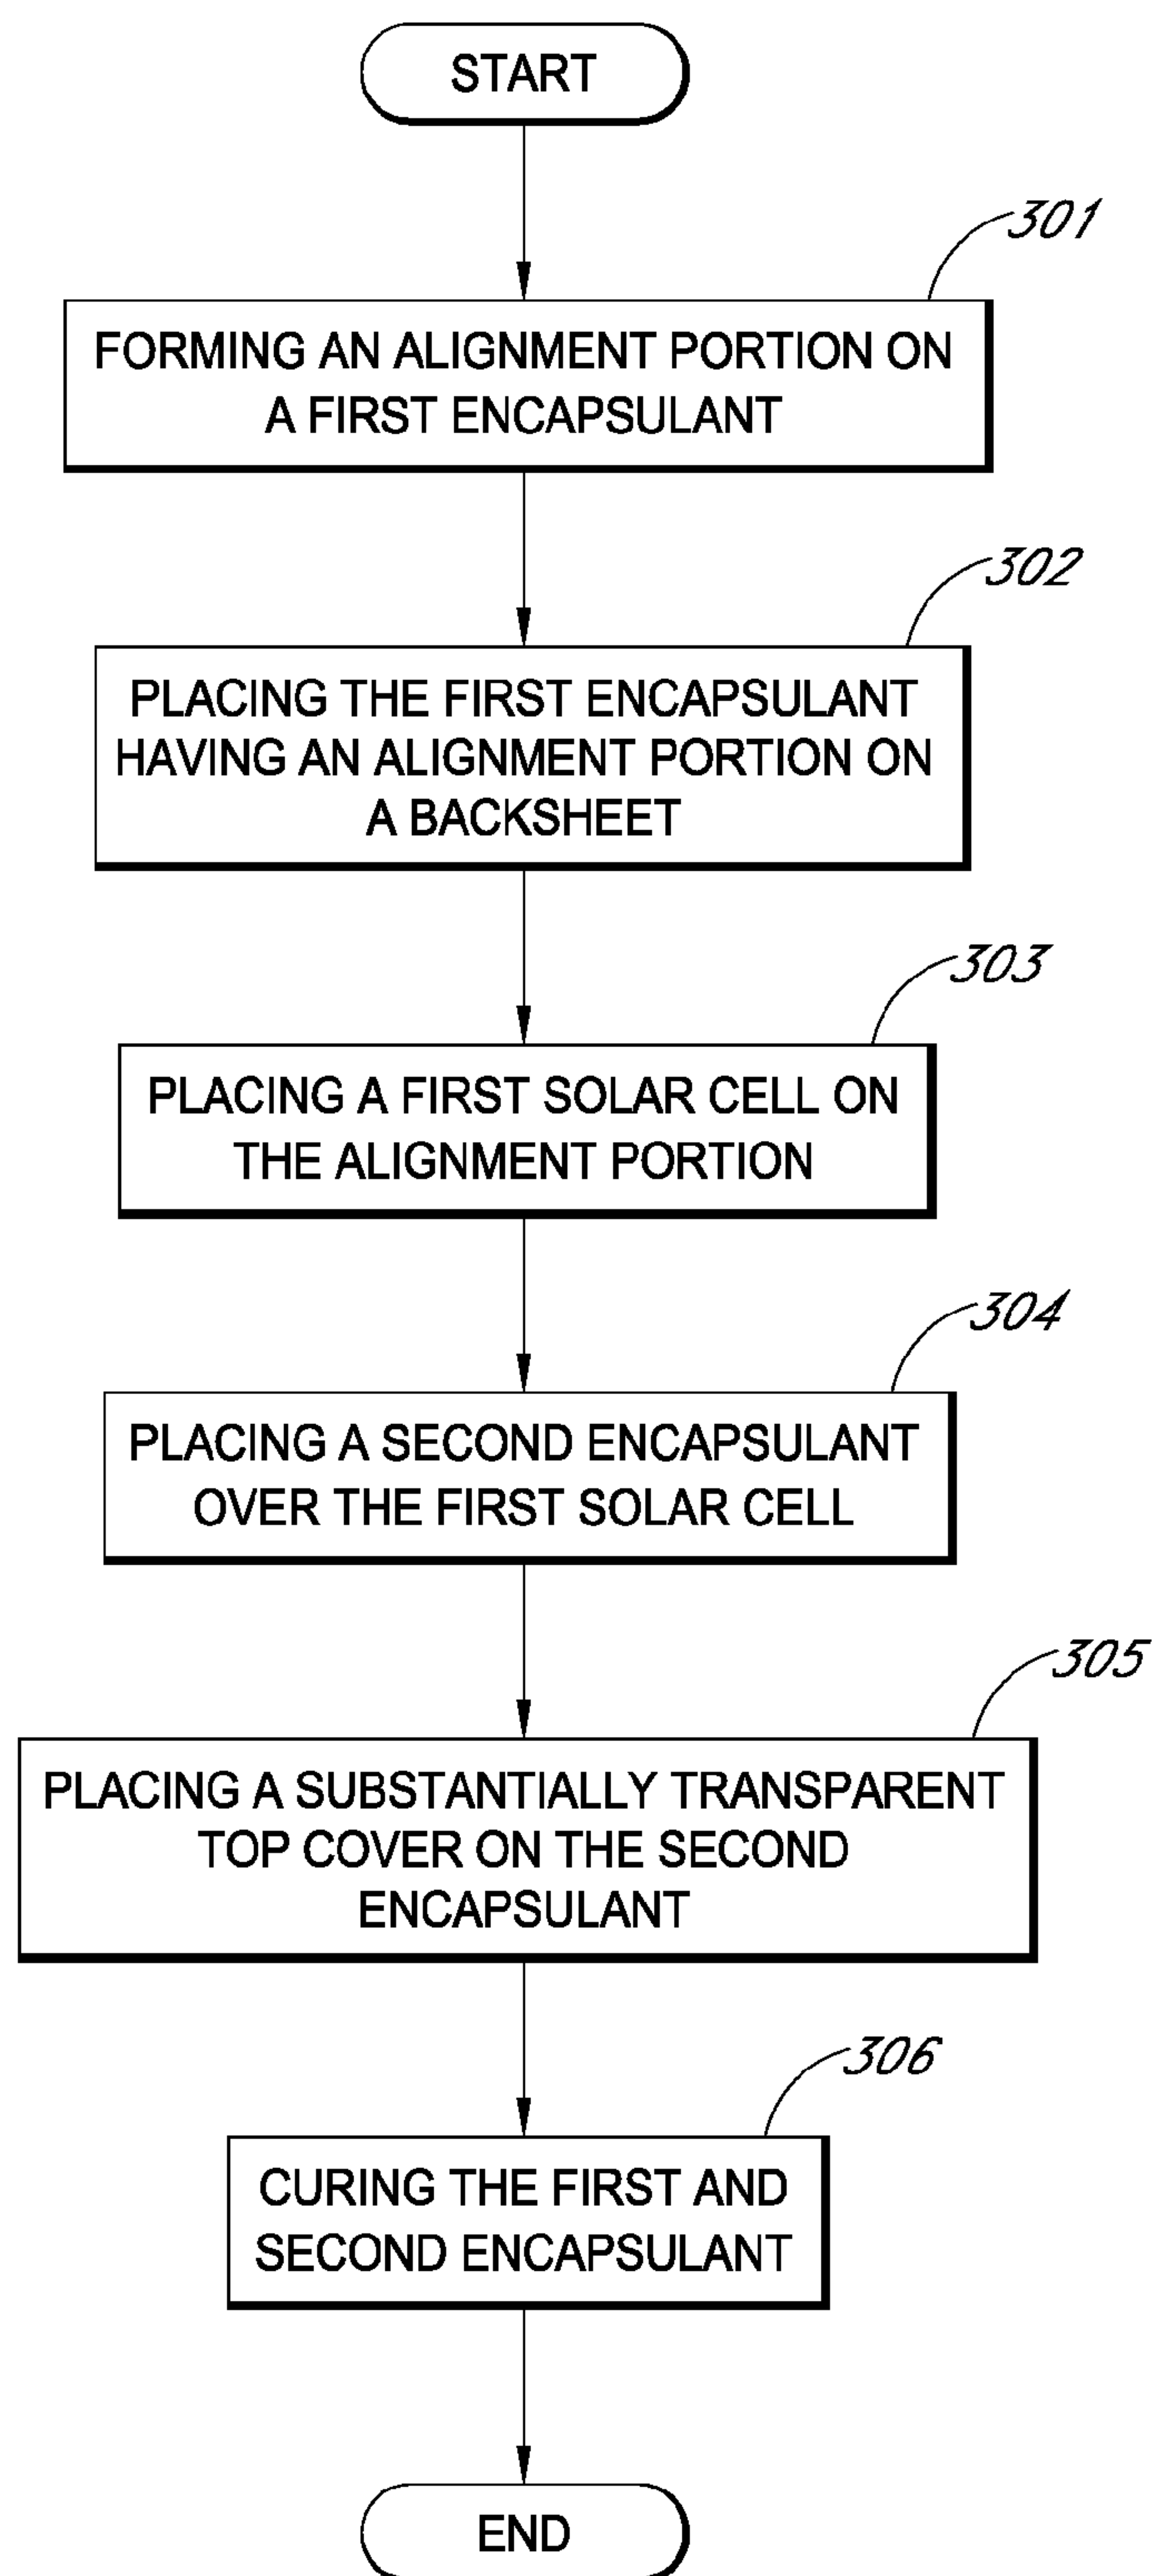 START
301
FORMING AN ALIGNMENT PORTION ON
A FIRST ENCAPSULANT
302
PLACING THE FIRST ENCAPSULANT
HAVING AN ALIGNMENT PORTION ON
A BACKSHEET
303
PLACING A FIRST SOLAR CELL ON
THE ALIGNMENT PORTION
304
PLACING A SECOND ENCAPSULANT
OVER THE FIRST SOLAR CELL
305
PLACING A SUBSTANTIALLY TRANSPARENT
TOP COVER ON THE SECOND
ENCAPSULANT
306
CURING THE FIRST AND
SECOND ENCAPSULANT
END